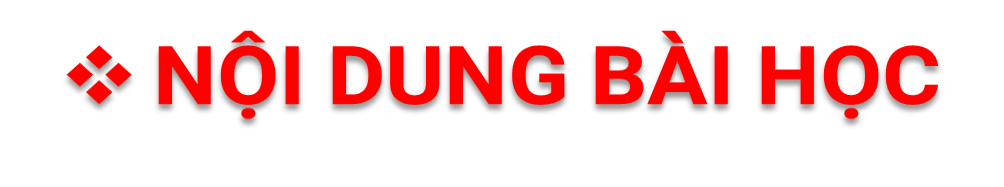 ❖ NỘI DUNG BÀI HỌC